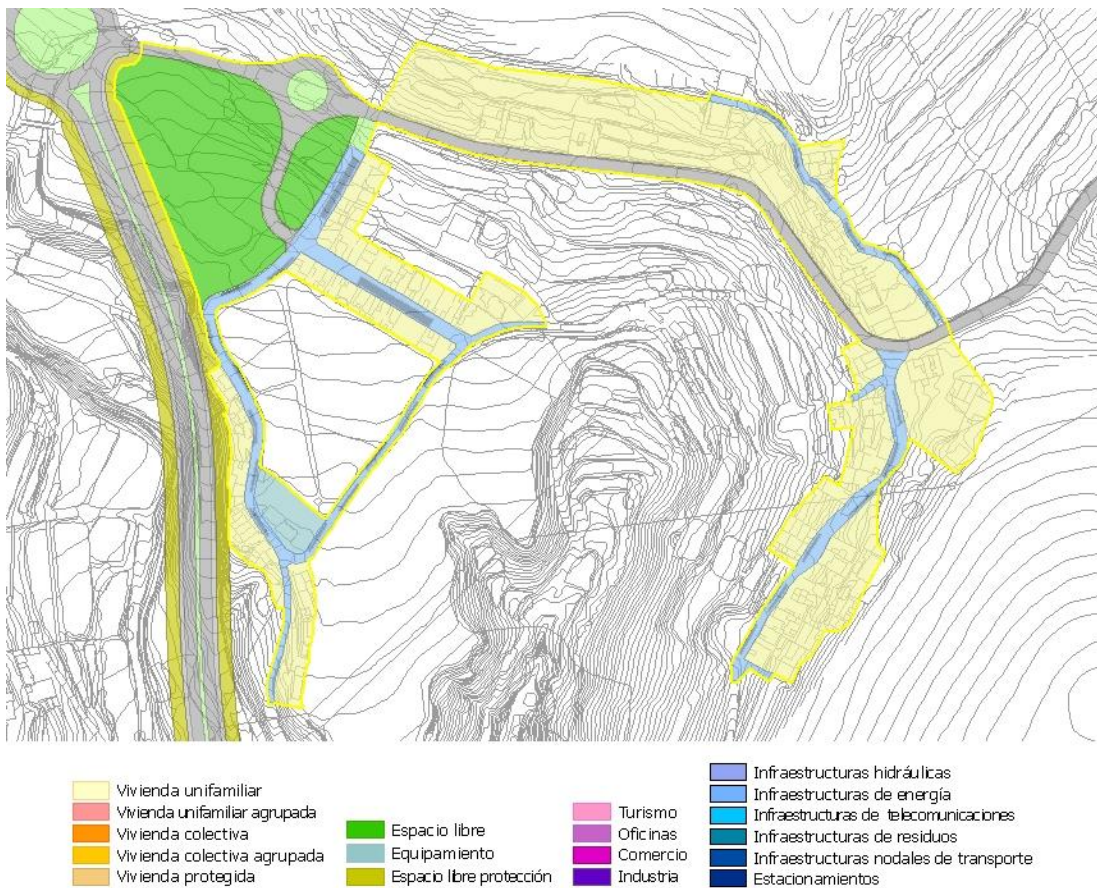 Vivienda unifamiliar
Vivienda unifamiliar agrupada
Vivienda colectiva
Vivienda colectiva agrupada
Vivienda protegida
Espacio libre
Equipamiento
Espacio libre protección
Turismo
Oficinas
Comercio
Industria
Infraestructuras hidráulicas
Infraestructuras de energía
Infraestructuras de telecomunicaciones
Infraestructuras de residuos
Infraestructuras nodales de transporte
Estacionamientos